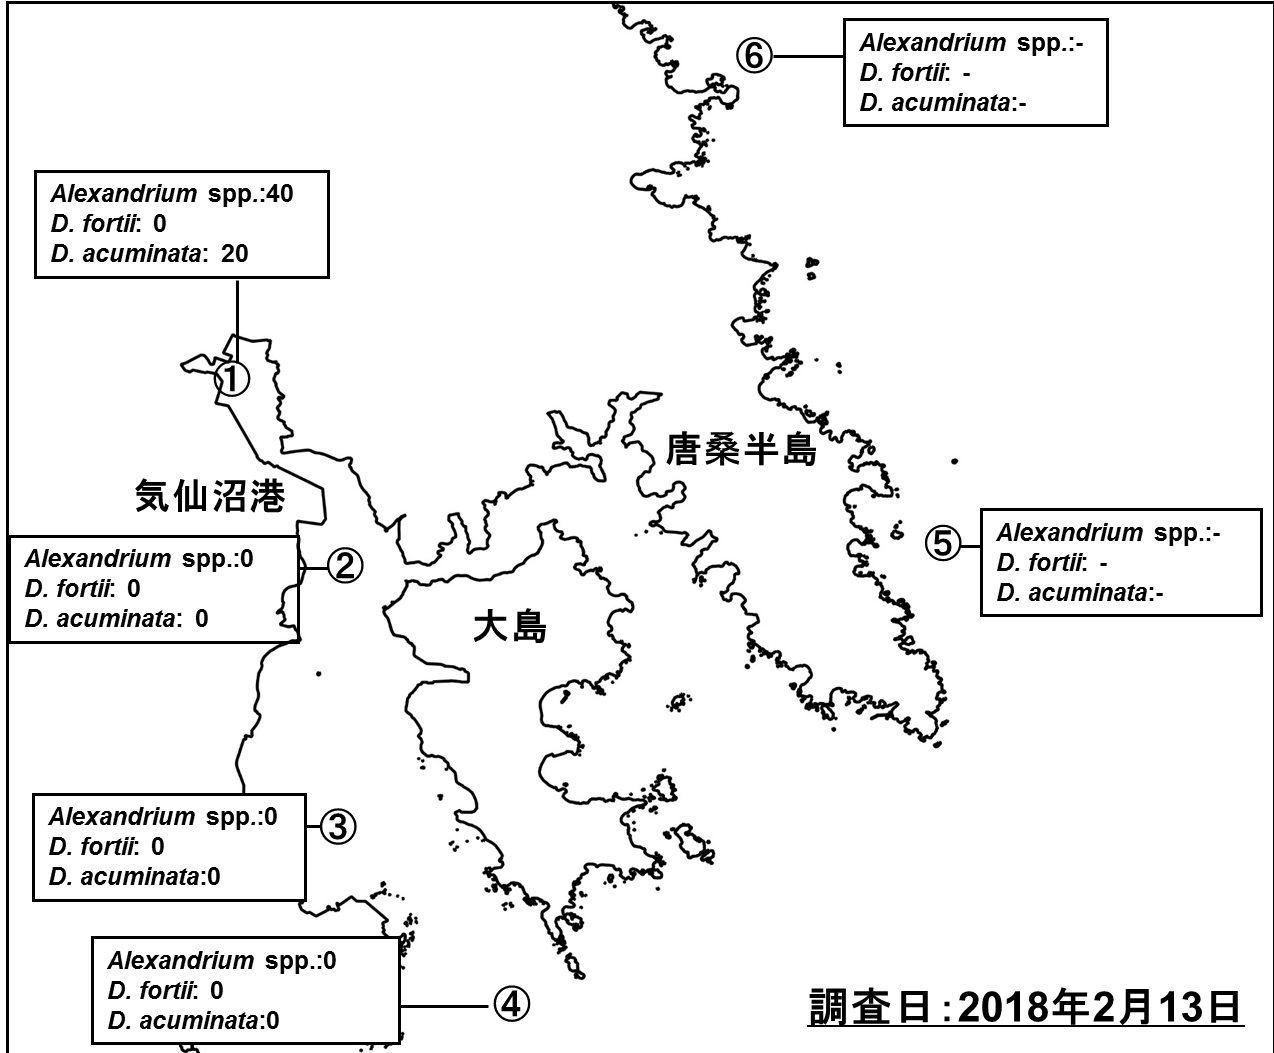 ⑥
Alexandrium spp.:-
D. fortii: -
D. acuminata:-
Alexandrium spp.:40
D. fortii: 0
D. acuminata: 20
①
唐桑半島
気仙沼港
⑤
Alexandrium spp.:-
D. fortii: -
D. acuminata:-
Alexandrium spp.:0
D. fortii: 0
D. acuminata: 0
②
大島
Alexandrium spp.:0
D. fortii: 0
D. acuminata:0
③
Alexandrium spp.:0
D. fortii: 0
D. acuminata:0
④
調査日:2018年2月13日